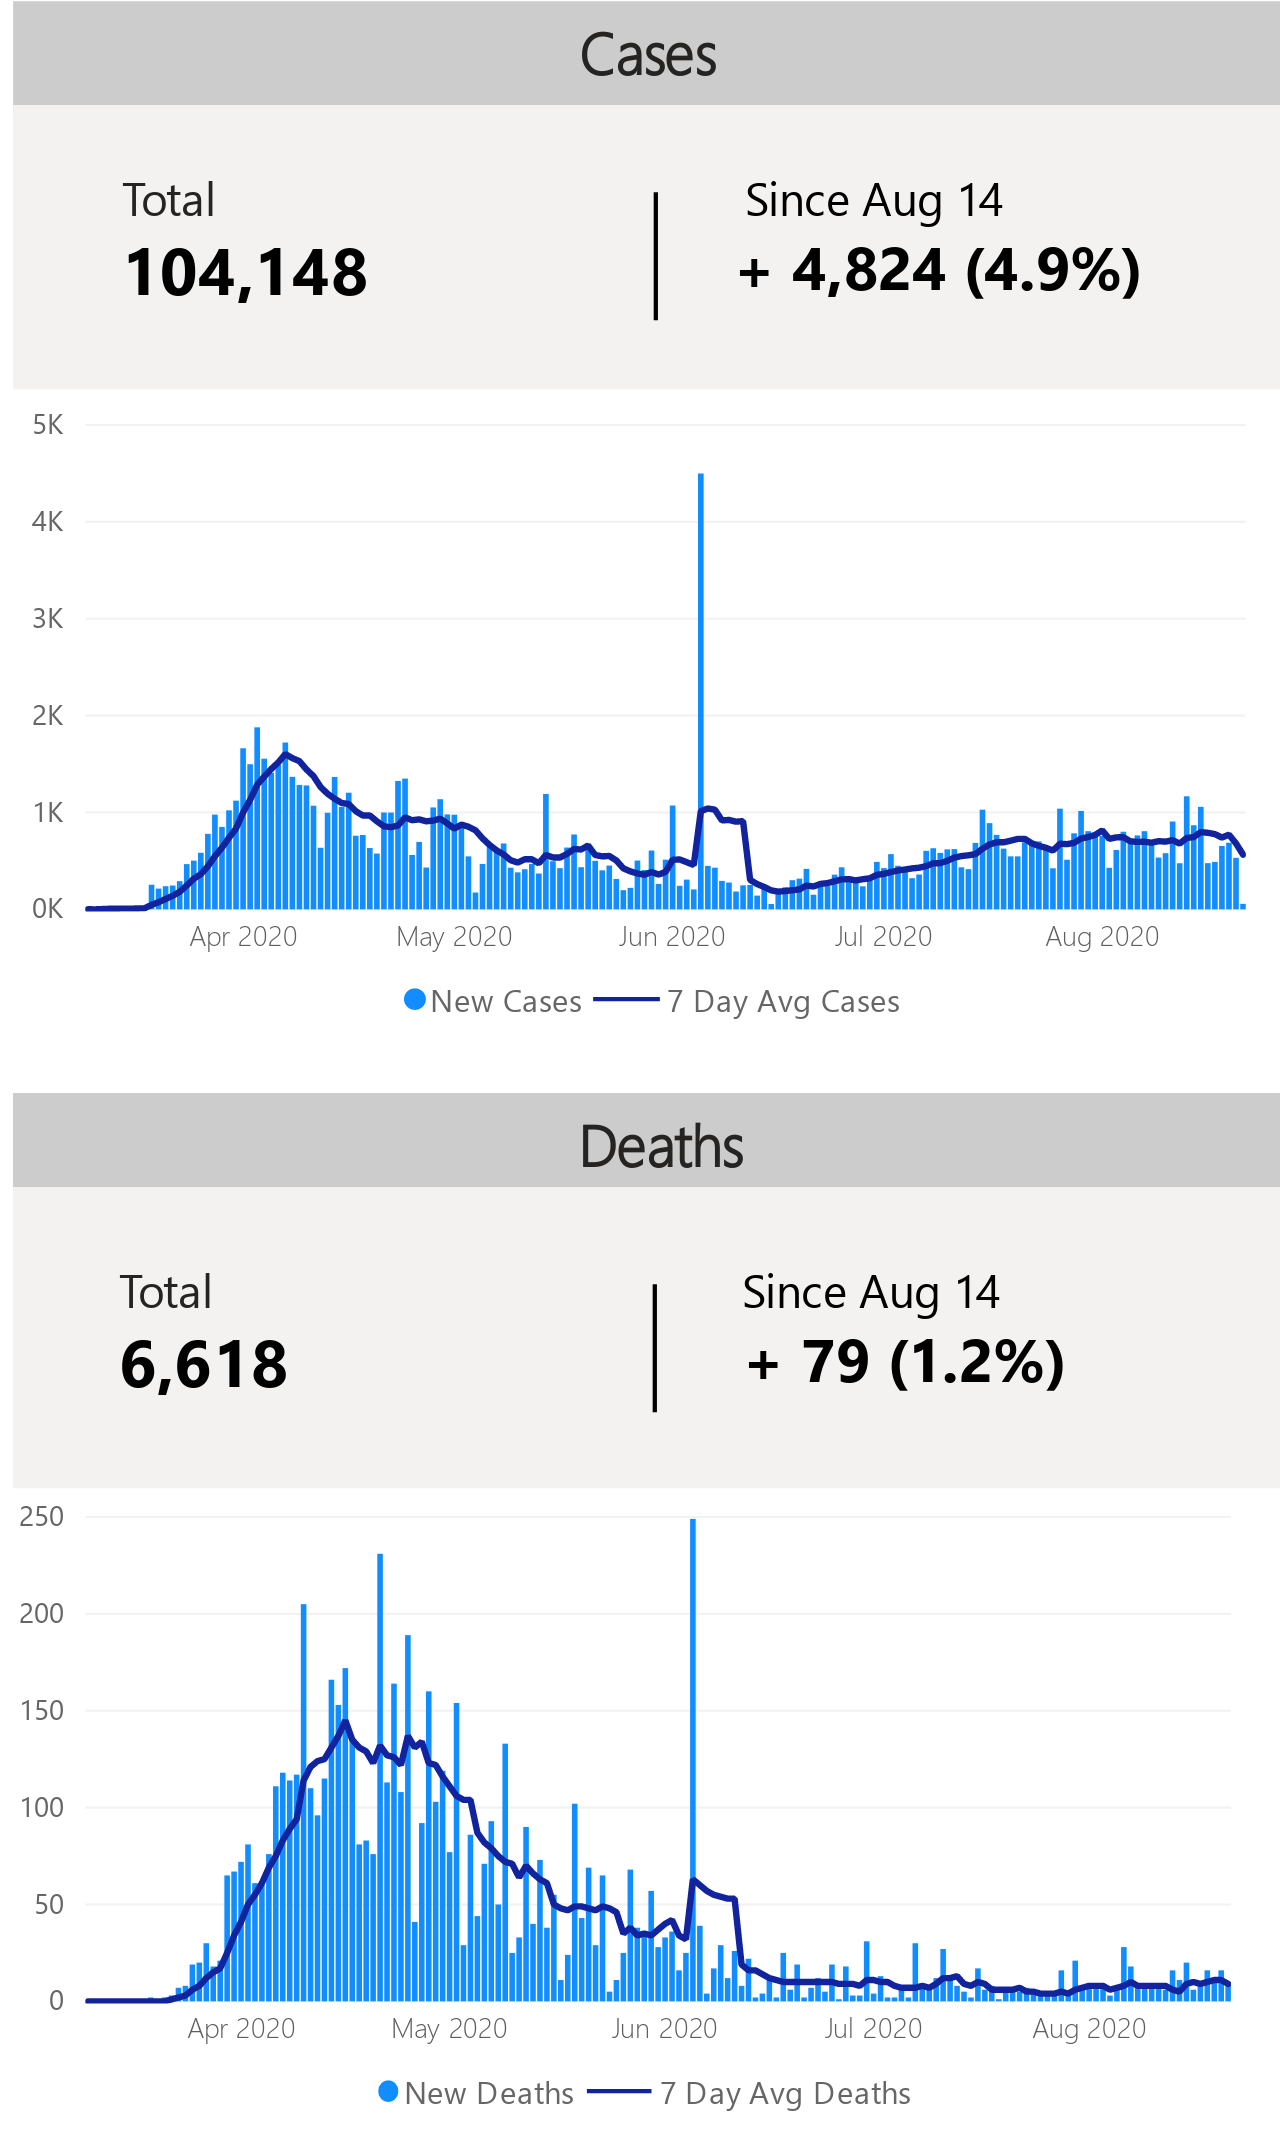 Cases
Total
Since Aug 14
104,148
+ 4,824 (4.9%)
5K
4K
3K
2K
1K
0K
Apr 2020
May 2020
Jun 2020
Jul 2020
Aug 2020
New Cases
7 Day Avg Cases
Deaths
Total
Since Aug 14
6,618
+ 79 (1.2%)
250
200
150
100
50
0
Apr 2020
May 2020
Jun 2020
Jul 2020
Aug 2020
New Deaths
7 Day Avg Deaths